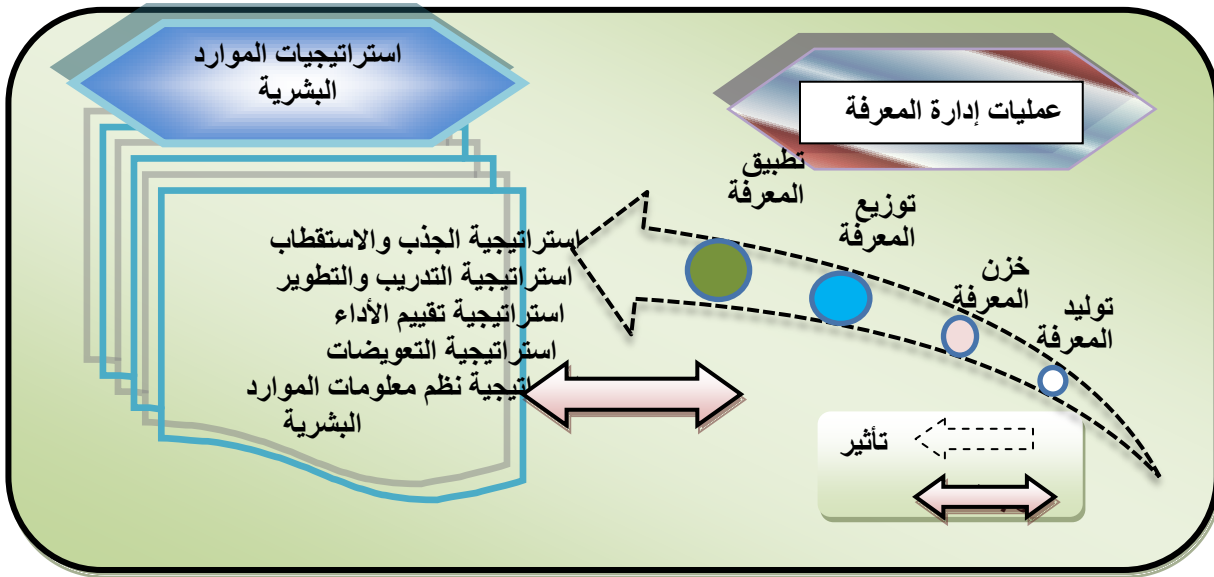 عمليات إدارة المعرفة
استراتيجيات الموارد
البشرية
توليد
المعرفة
خزن
المعرفة
توزيع
المعرفة
تطبيق
المعرفة
استراتيجية الجذب والاستقطاب
استراتيجية التدريب والتطوير
استراتيجية تقييم الأداء
استراتيجية التعويضات
نظم معلومات الموارد
البشرية
تأثير